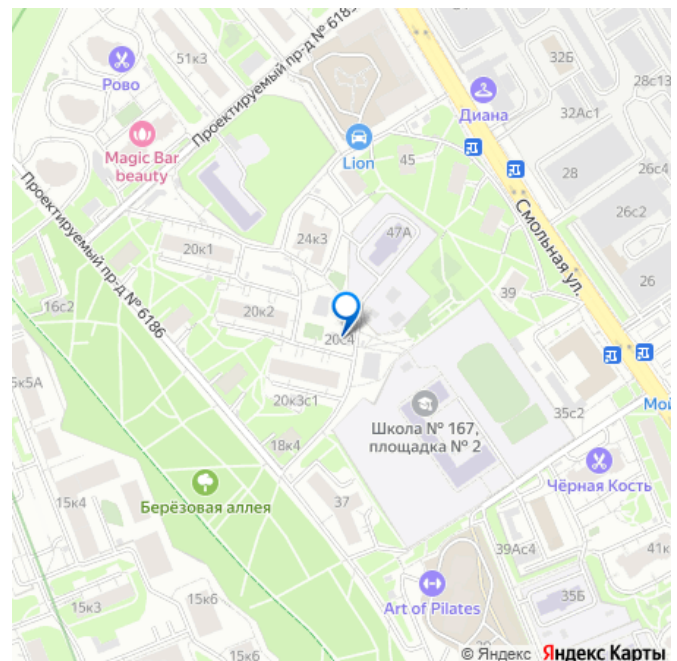 24
51к3
Проектируемый пр-д № 6185
32Б
28с13
Рово
Диана
32Ас1
Magic Bar
beauty
Lion
45
28
26с4
26с2
Проектируемый пр-д № 6186
20к1
24к3
47А
Смольная ул.
26
39
16с2
20к2
20с4
5к5А
20к3с1
35с2
Мой
Школа № 167,
площадка № 2
18к4
Чёрная Кость
Берёзовая аллея
15к4
37
39Ас4
41к
Art of Pilates
35Б
15к3
15к6
15к6
© Яндекс Яндекс Карты